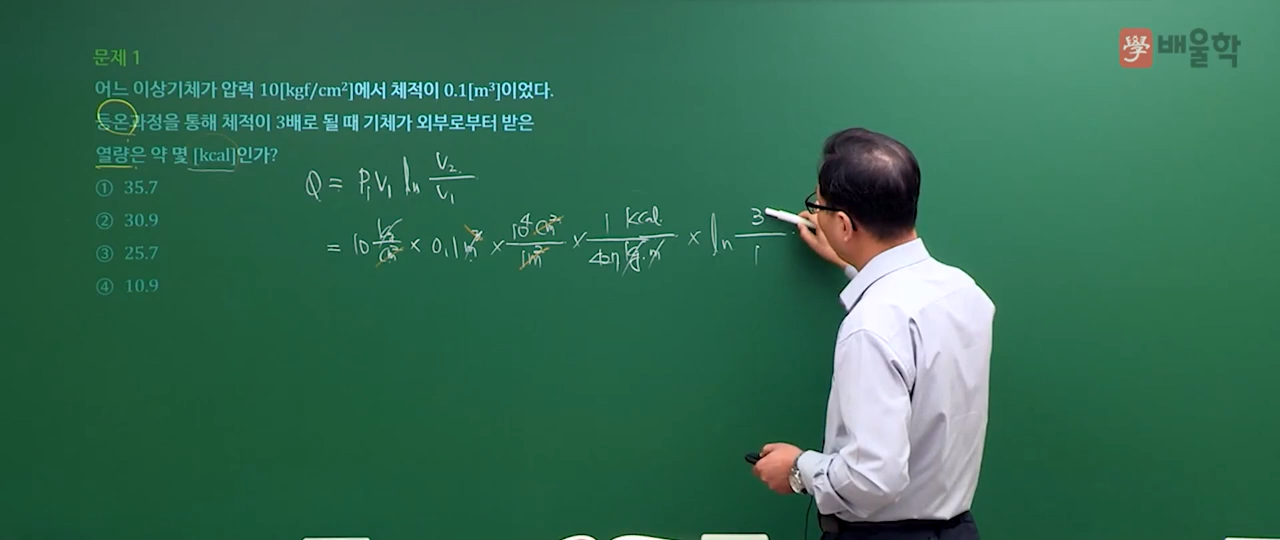 學 배울학
문제 1
어느 이상기체가 압력 10[kgf/cm²]에서 체적이 0.1[m³]이었다.
등온과정을 통해 체적이 3배로 될 때 기체가 외부로부터 받은
열량은 약 몇 [kcal]인가?
① 35.7
② 30.9
③ 25.7
④ 10.9
Q = P₁V₁ ln V₂/V₁
= 10 kg/cm² × 0.1 m³ × 10⁴ cm²/1m² × 1 kcal/427 kg·m × ln 3/1